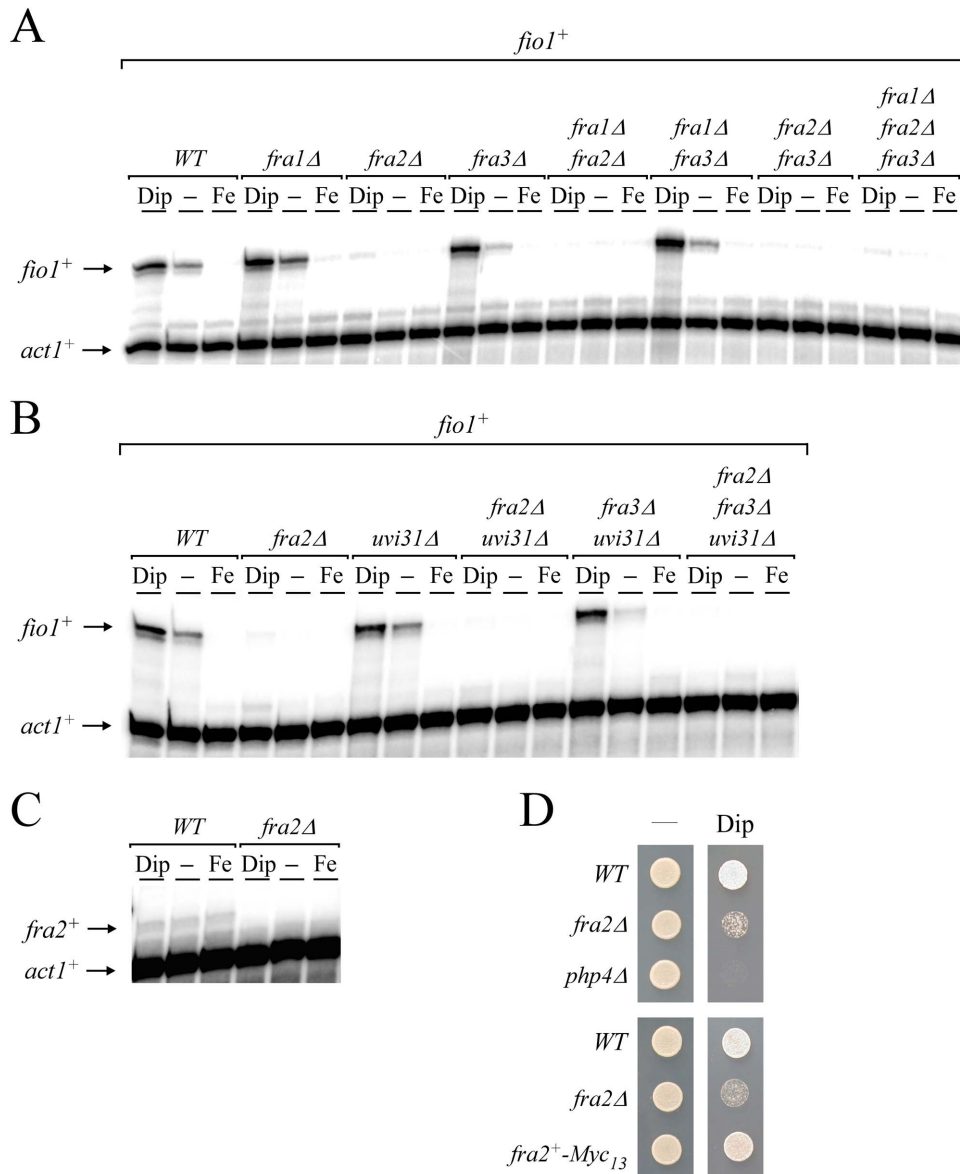 A
fio1+
fra1Δ
fra1Δ fra1Δ fra2Δ fra2Δ
WT fra1Δ fra2Δ fra3Δ fra2Δ fra3Δ fra3Δ fra3Δ
Dip – Fe Dip – Fe Dip – Fe Dip – Fe Dip – Fe Dip – Fe Dip – Fe Dip – Fe
fio1+
act1+
B
fio1+
fra2Δ
fra2Δ fra3Δ fra3Δ
WT fra2Δ uvi31Δ uvi31Δ uvi31Δ uvi31Δ
Dip – Fe Dip – Fe Dip – Fe Dip – Fe Dip – Fe Dip – Fe
fio1+
act1+
C
WT fra2Δ
Dip – Fe Dip – Fe
fra2+
act1+
D
— Dip
WT
fra2Δ
php4Δ
WT
fra2Δ
fra2+-Myc13